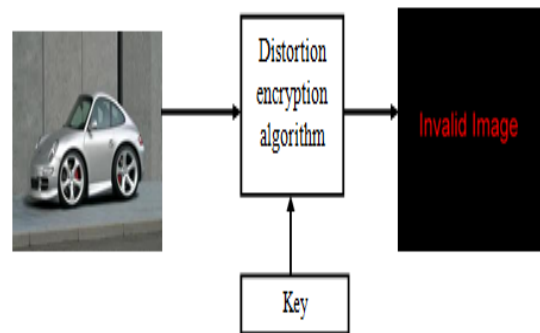 Distortion
encryption
algorithm
Invalid Image
Key